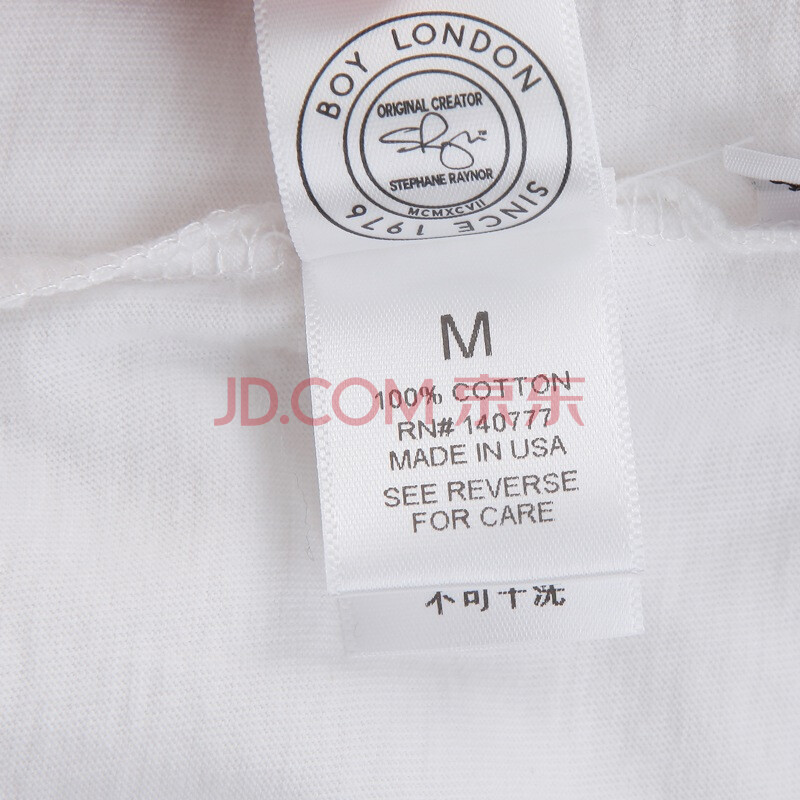 BOY LONDON
ORIGINAL CREATOR
STEPHANE RAYNOR
MCMXCVII
SINCE 1976
M
100% COTTON
JD.COM 京东
RN# 140777
MADE IN USA
SEE REVERSE
FOR CARE
不可干洗